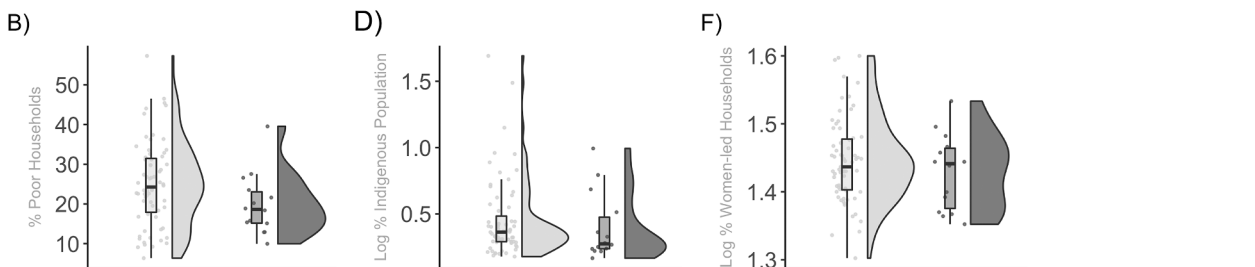 B)
% Poor Households
50
40
30
20
10
D)
Log % Indigenous Population
1.5
1.0
0.5
F)
Log % Women-led Households
1.6
1.5
1.4
1.3